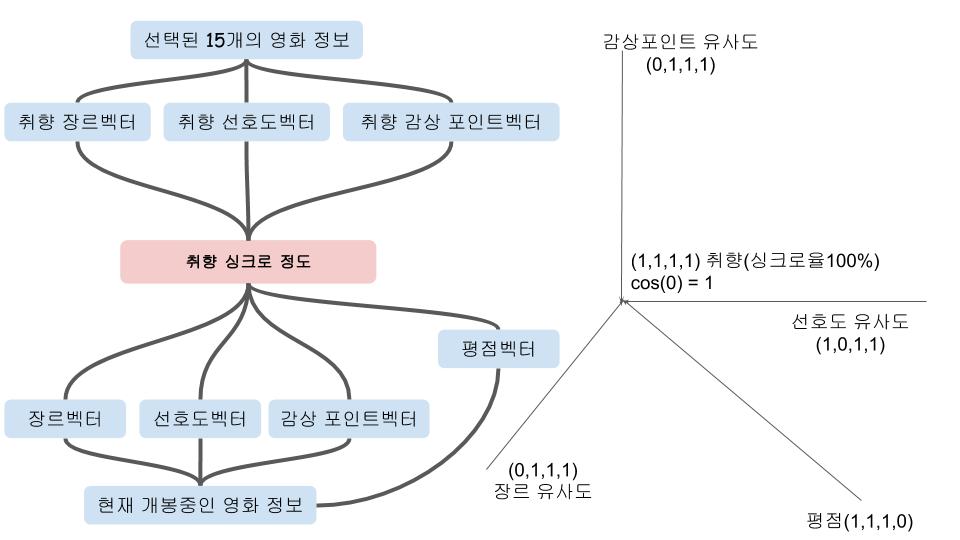 선택된 15개의 영화 정보
취향 장르벡터
취향 선호도벡터
취향 감상 포인트벡터
취향 싱크로 정도
평점벡터
장르벡터
선호도벡터
감상 포인트벡터
현재 개봉중인 영화 정보
감상포인트 유사도
(0,1,1,1)
(1,1,1,1) 취향(싱크로율100%)
cos(0) = 1
선호도 유사도
(1,0,1,1)
(0,1,1,1)
장르 유사도
평점(1,1,1,0)